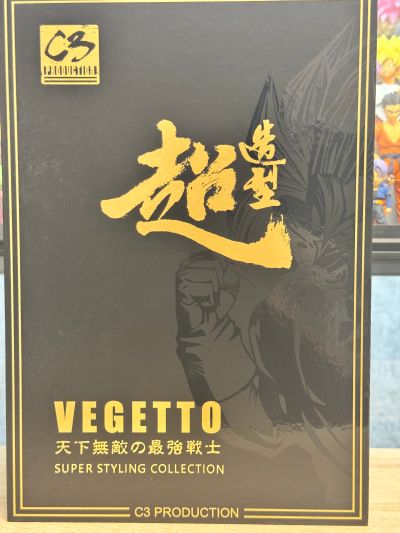 C3
PRODUCTION
超
造型
VEGETTO
天下無敵の最強戦士
SUPER STYLING COLLECTION
C3 PRODUCTION